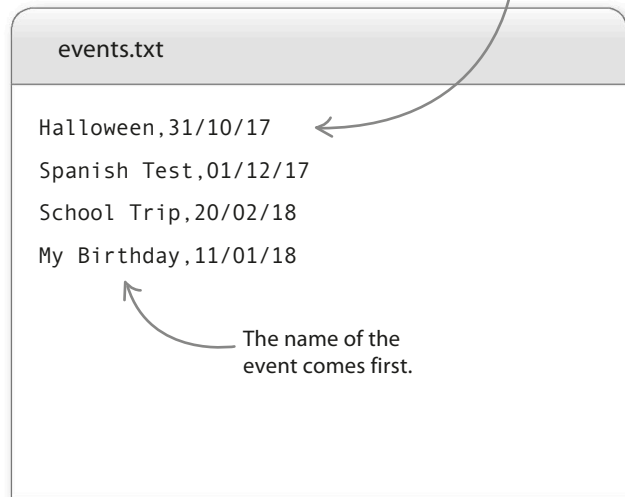 events.txt
Halloween,31/10/17
Spanish Test,01/12/17
School Trip,20/02/18
My Birthday,11/01/18
The name of the
event comes first.